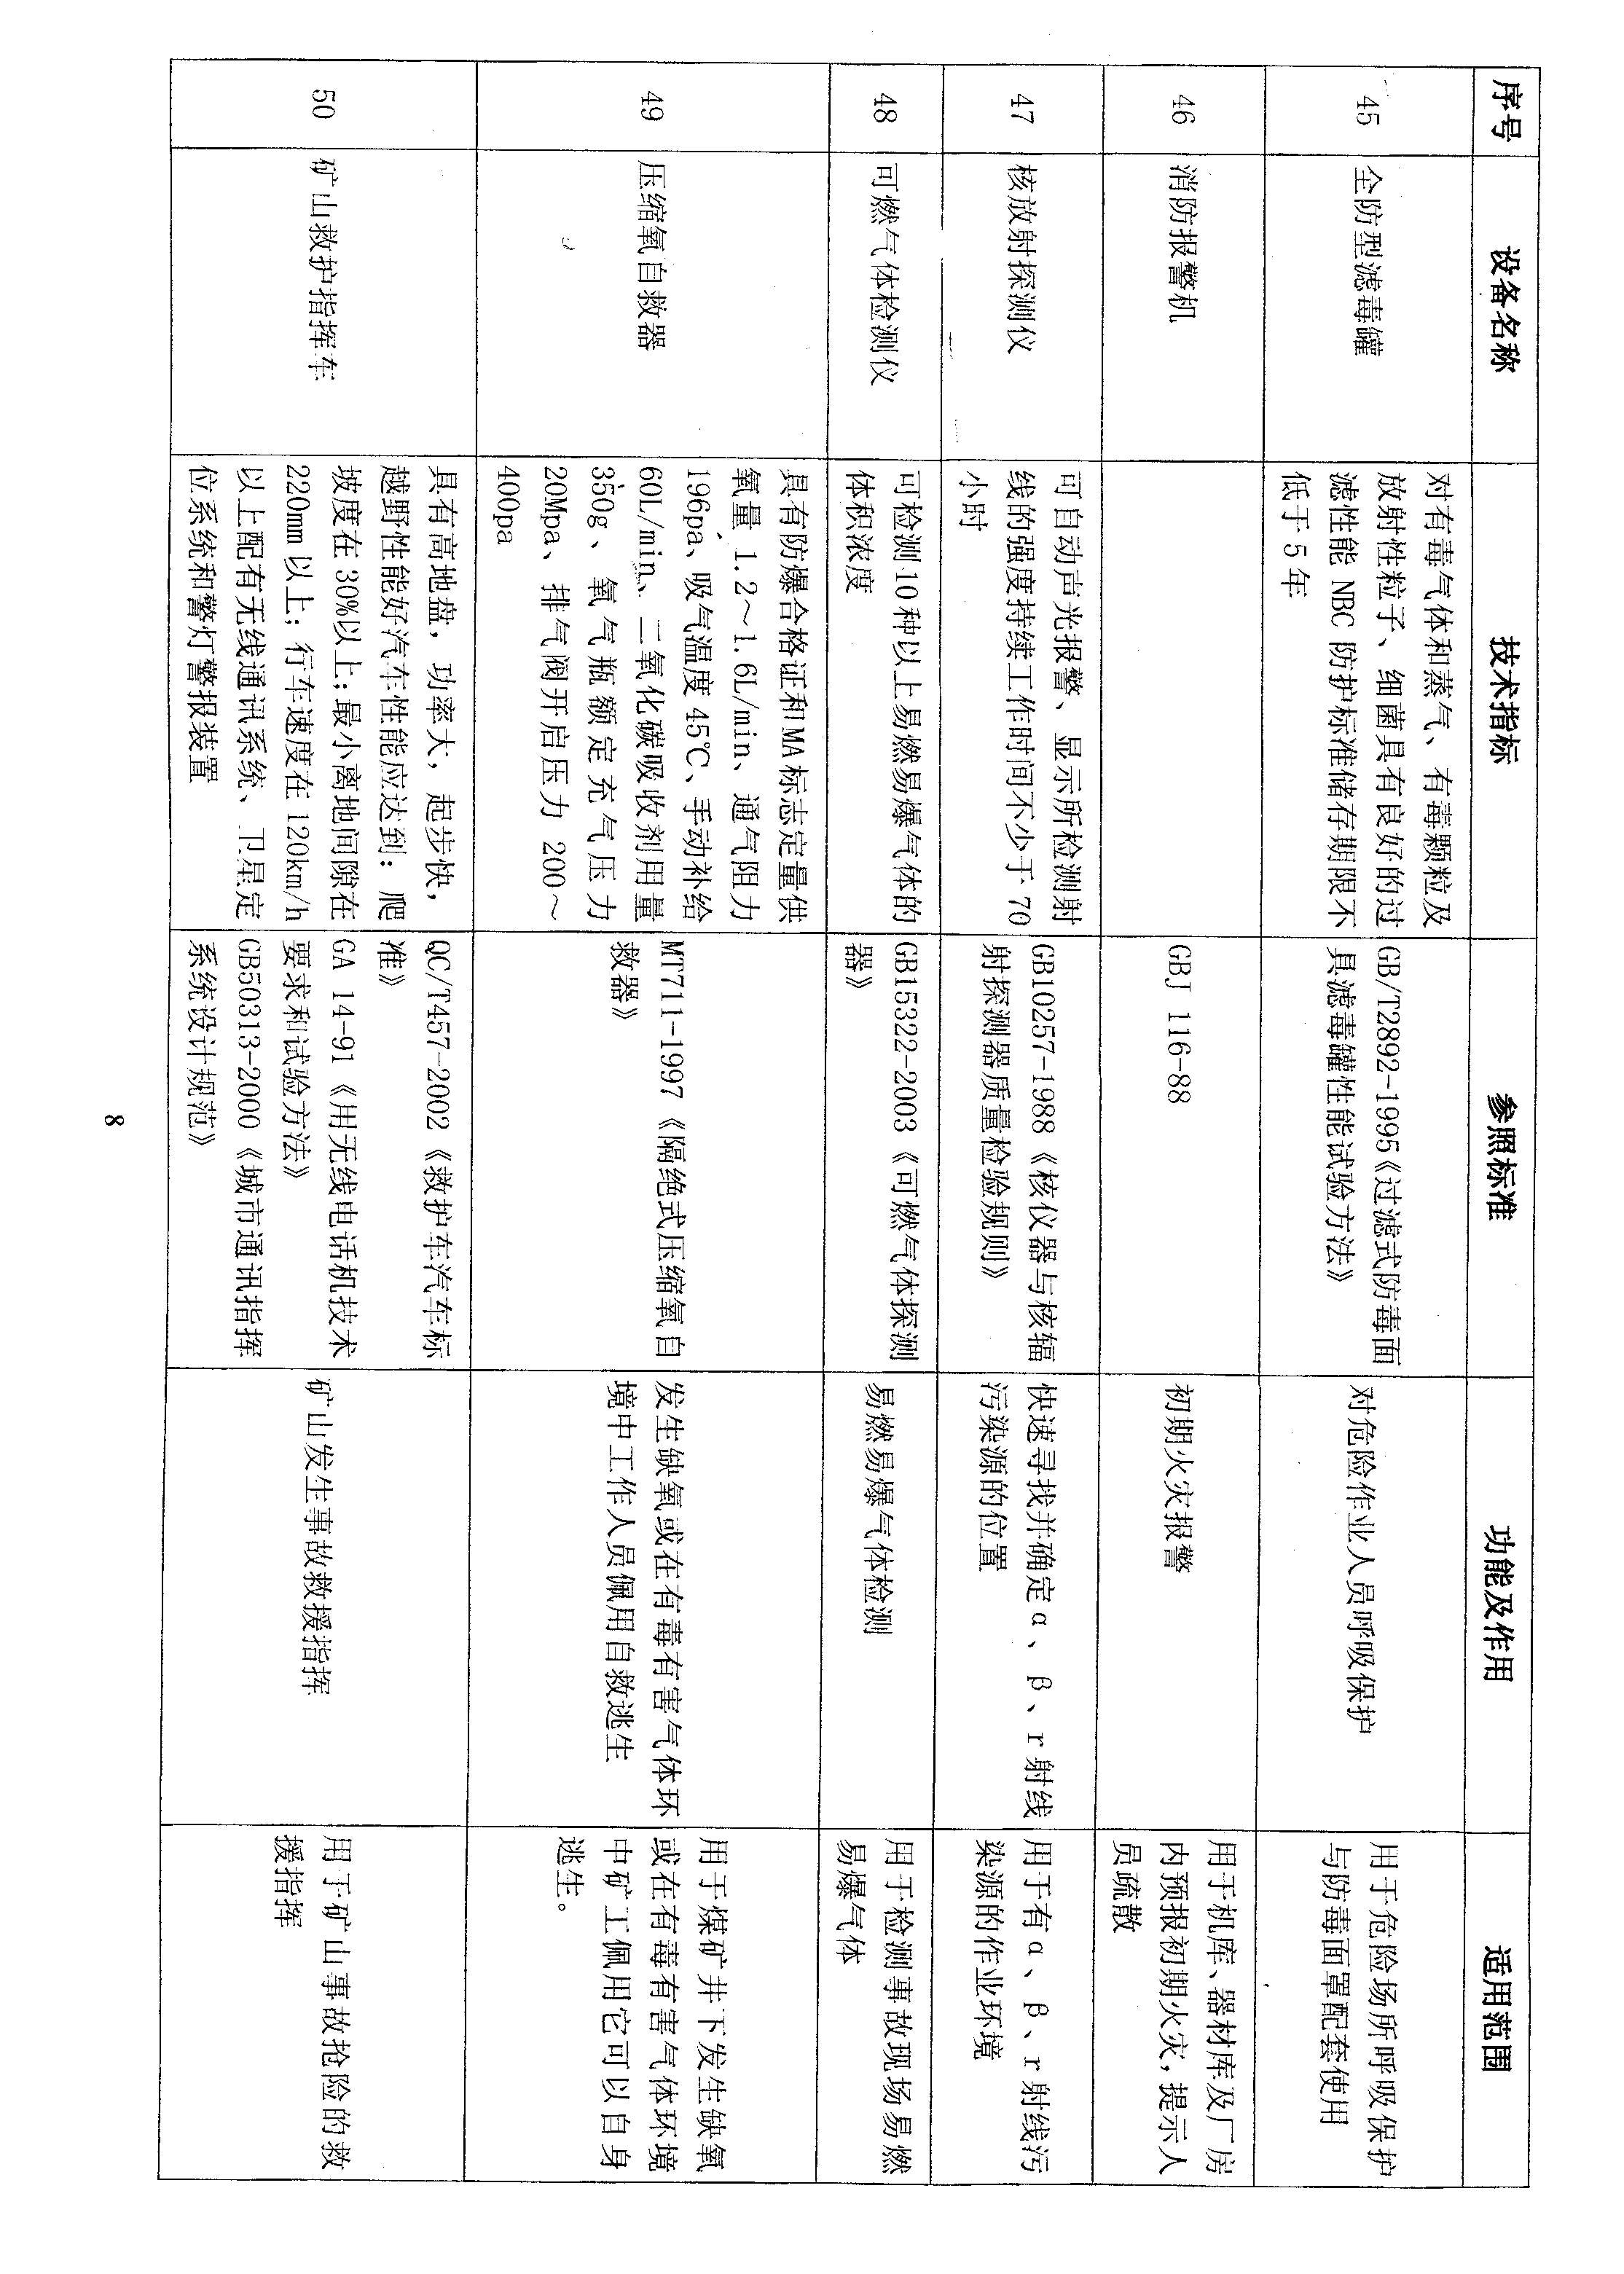 序号
设备名称
技术指标
参照标准
功能及作用
适用范围
45
全防型滤毒罐
对有毒气体和蒸气、有毒颗粒及
放射性粒子、细菌具有良好的过
滤性能 NBC 防护标准储存期限不
低于 5 年
GB/T2892-1995《过滤式防毒面
具滤毒罐性能试验方法》
对危险作业人员呼吸保护
用于危险场所呼吸保护
与防毒面罩配套使用
46
消防报警机
GBJ 116-88
初期火灾报警
用于机库、器材库及厂房
内预报初期火灾，提示人
员疏散
47
核放射探测仪
可自动声光报警、显示所检测射
线的强度持续工作时间不少于 70
小时
GB10257-1988《核仪器与核辐
射探测器质量检验规则》
快速寻找并确定α、β、r 射线
污染源的位置
用于有α、β、r 射线污
染源的作业环境
48
可燃气体检测仪
可检测 10 种以上易燃易爆气体的
体积浓度
GB15322-2003《可燃气体探测
器》
易燃易爆气体检测
用于检测事故现场易燃
易爆气体
49
压缩氧自救器
具有防爆合格证和MA标志定量供
氧量 1.2～1.6L/min、通气阻力
196pa、吸气温度 45℃、手动补给
60L/min、二氧化碳吸收剂用量
350g、氧气瓶额定充气压力
20Mpa、排气阀开启压力 200～
400pa
MT711-1997《隔绝式压缩氧自
救器》
发生缺氧或在有毒有害气体环
境中工作人员佩用自救逃生
用于煤矿井下发生缺氧
或在有毒有害气体环境
中矿工佩用它可以自身
逃生。
50
矿山救护指挥车
具有高地盘，功率大，起步快，
越野性能好汽车性能应达到：爬
坡度在 30%以上；最小离地间隙在
220mm 以上；行车速度在 120km/h
以上配有无线通讯系统、卫星定
位系统和警灯警报装置
QC/T457-2002《救护车汽车标
准》
GA 14-91《用无线电话机技术
要求和试验方法》
GB50313-2000《城市通讯指挥
系统设计规范》
矿山发生事故救援指挥
用于矿山事故抢险的救
援指挥
8